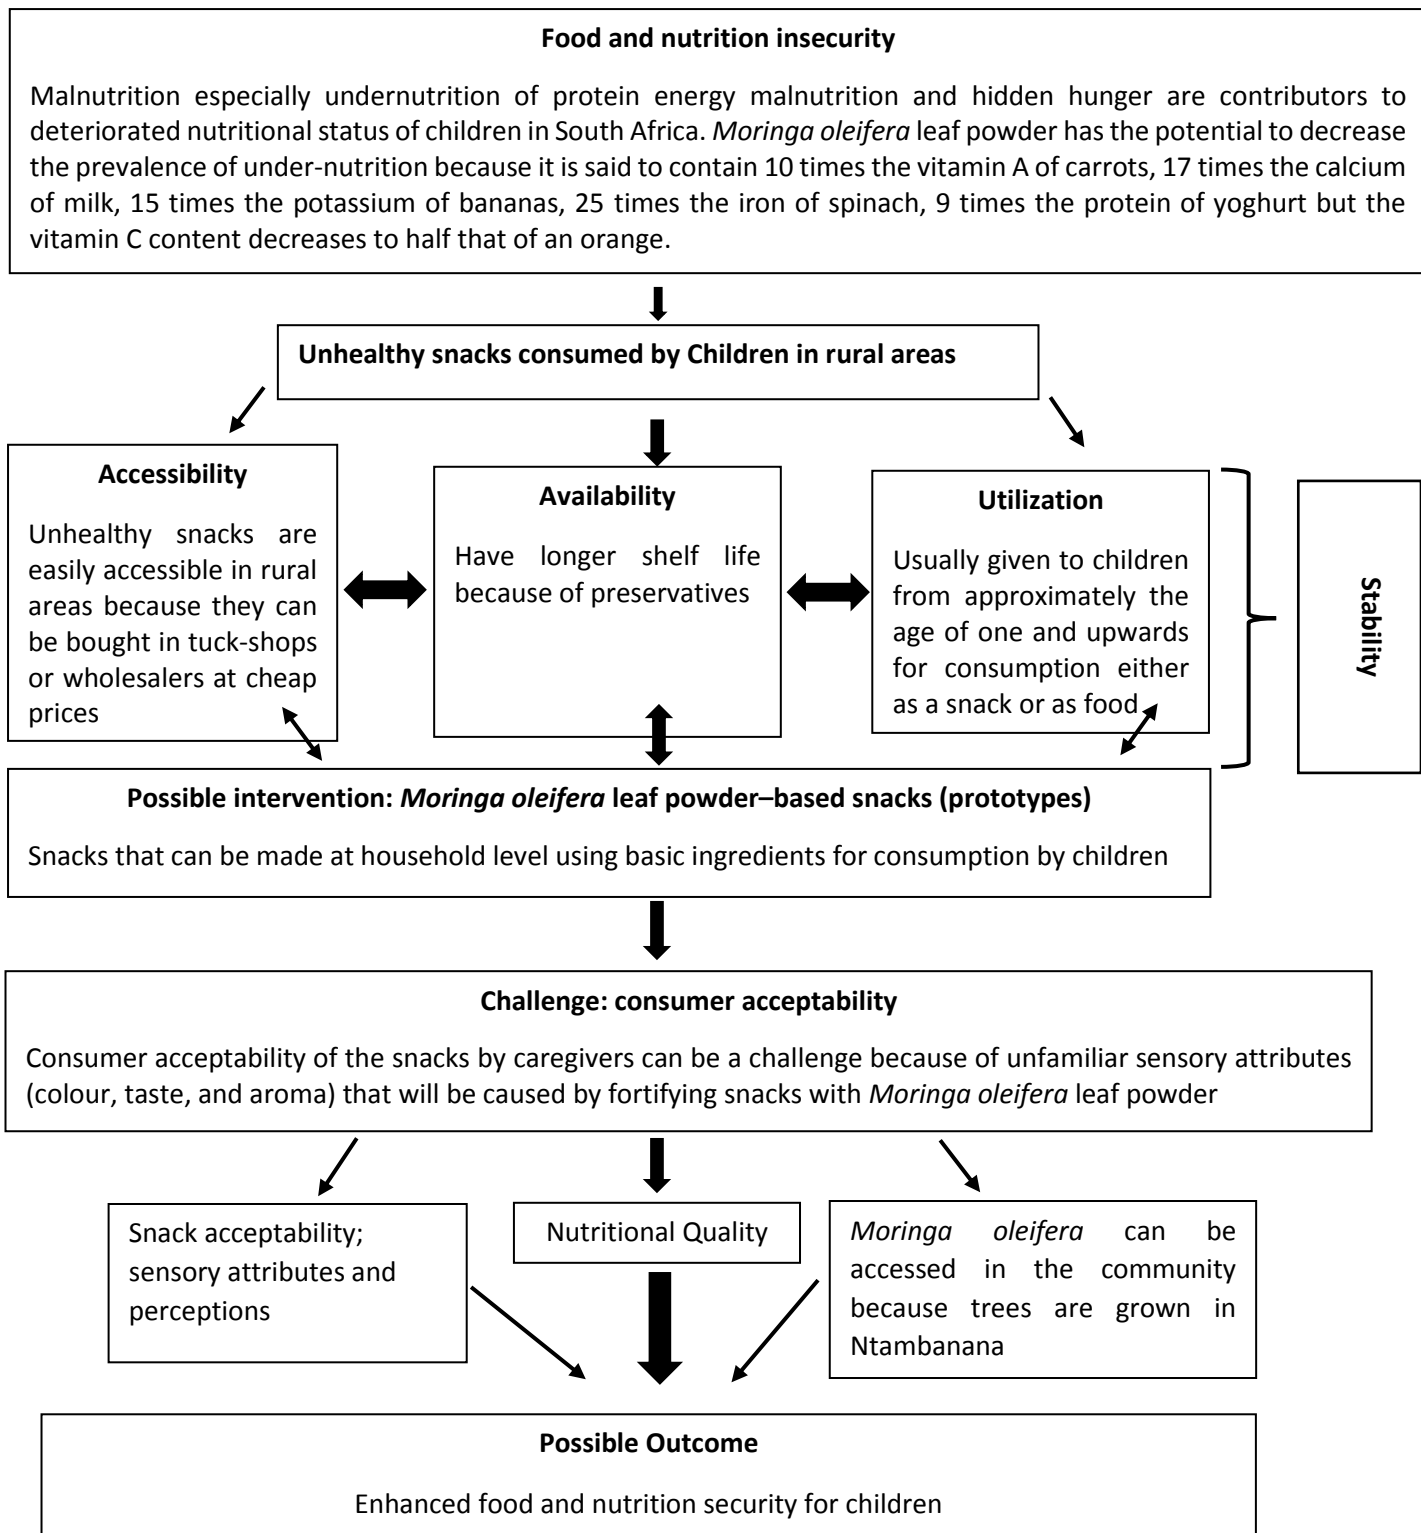 Food and nutrition insecurity
Malnutrition especially undernutrition of protein energy malnutrition and hidden hunger are contributors to
deteriorated nutritional status of children in South Africa. Moringa oleifera leaf powder has the potential to decrease
the prevalence of under-nutrition because it is said to contain 10 times the vitamin A of carrots, 17 times the calcium
of milk, 15 times the potassium of bananas, 25 times the iron of spinach, 9 times the protein of yoghurt but the
vitamin C content decreases to half that of an orange.
Unhealthy snacks consumed by Children in rural areas
Accessibility
Unhealthy snacks are
easily accessible in rural
areas because they can
be bought in tuck-shops
or wholesalers at cheap
prices
Availability
Have longer shelf life
because of preservatives
Utilization
Usually given to children
from approximately the
age of one and upwards
for consumption either
as a snack or as food
Stability
Possible intervention: Moringa oleifera leaf powder–based snacks (prototypes)
Snacks that can be made at household level using basic ingredients for consumption by children
Challenge: consumer acceptability
Consumer acceptability of the snacks by caregivers can be a challenge because of unfamiliar sensory attributes
(colour, taste, and aroma) that will be caused by fortifying snacks with Moringa oleifera leaf powder
Snack acceptability;
sensory attributes and
perceptions
Nutritional Quality
Moringa oleifera can be
accessed in the community
because trees are grown in
Ntambanana
Possible Outcome
Enhanced food and nutrition security for children